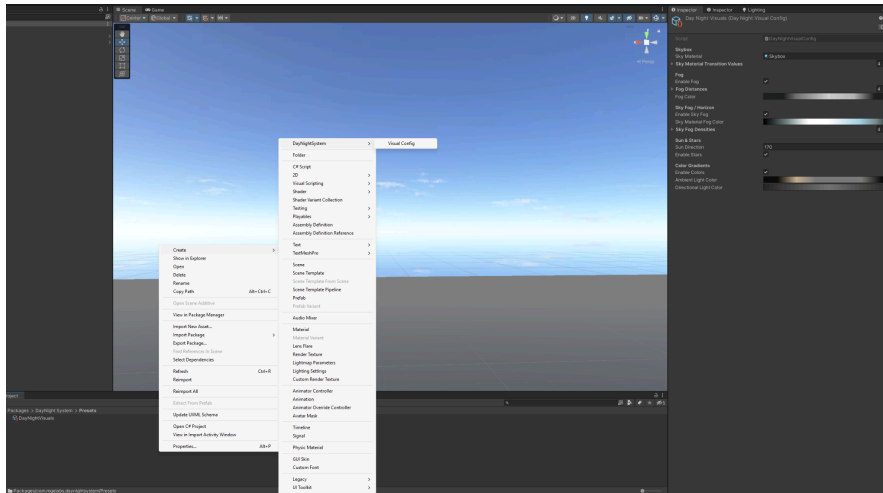 Scene
Game
Center
Global
2D
Persp
Inspector
Inspector
Lighting
Day Night Visuals (Day Night Visual Config)
Script
DayNightVisualConfig
Skybox
Sky Material
Skybox
Sky Material Transition Values
4
Fog
Enable Fog
Fog Distances
4
Fog Color
Sky Fog / Horizon
Enable Sky Fog
Sky Material Fog Color
Sky Fog Densities
4
Sun & Stars
Sun Direction
170
Enable Stars
Color Gradients
Enable Colors
Ambient Light Color
Directional Light Color
Create
Show in Explorer
Open
Delete
Rename
Copy Path Alt+Ctrl+C
Open Scene Additive
View in Package Manager
Import New Asset...
Import Package
Export Package...
Find References In Scene
Select Dependencies
Refresh Ctrl+R
Reimport
Reimport All
Extract From Prefab
Update UXML Schema
Open C# Project
View in Import Activity Window
Properties... Alt+P
DayNightSystem
Folder
C# Script
2D
Visual Scripting
Shader
Shader Variant Collection
Testing
Playables
Assembly Definition
Assembly Definition Reference
Text
TextMeshPro
Scene
Scene Template
Scene Template From Scene
Scene Template Pipeline
Prefab
Prefab Variant
Audio Mixer
Material
Material Variant
Lens Flare
Render Texture
Lightmap Parameters
Lighting Settings
Custom Render Texture
Animator Controller
Animation
Animator Override Controller
Avatar Mask
Timeline
Signal
Physic Material
GUI Skin
Custom Font
Legacy
UI Toolkit
Visual Config
Packages > DayNight System > Presets
DayNightVisuals